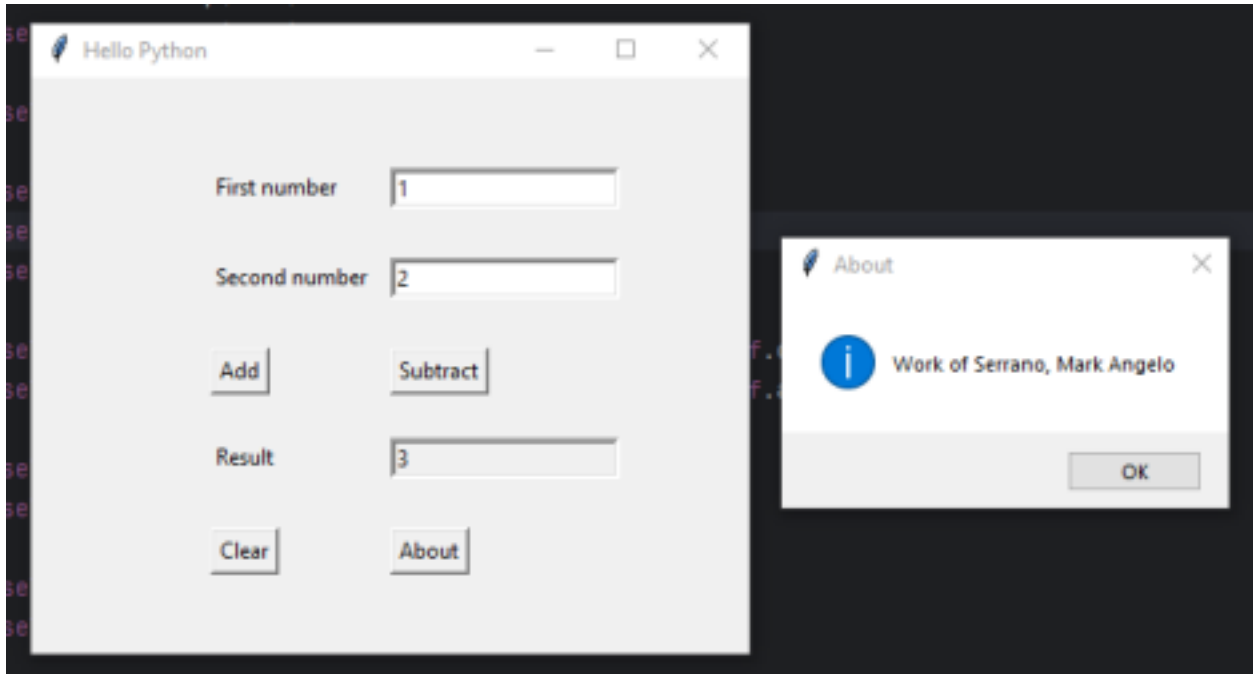 Hello Python
First number 1
Second number 2
Add Subtract
Result 3
Clear About
About
Work of Serrano, Mark Angelo
OK